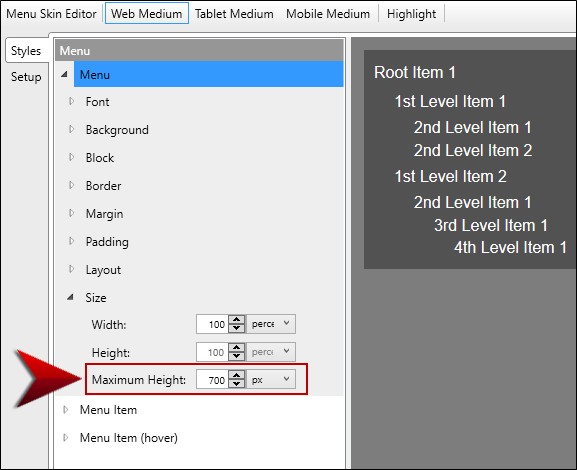 Menu Skin Editor Web Medium Tablet Medium Mobile Medium Highlight
Styles
Setup
Menu
Menu
Font
Background
Block
Border
Margin
Padding
Layout
Size
Width: 100 perce
Height: 100 perce
Maximum Height: 700 px
Menu Item
Menu Item (hover)
Root Item 1
1st Level Item 1
2nd Level Item 1
2nd Level Item 2
1st Level Item 2
2nd Level Item 1
3rd Level Item 1
4th Level Item 1